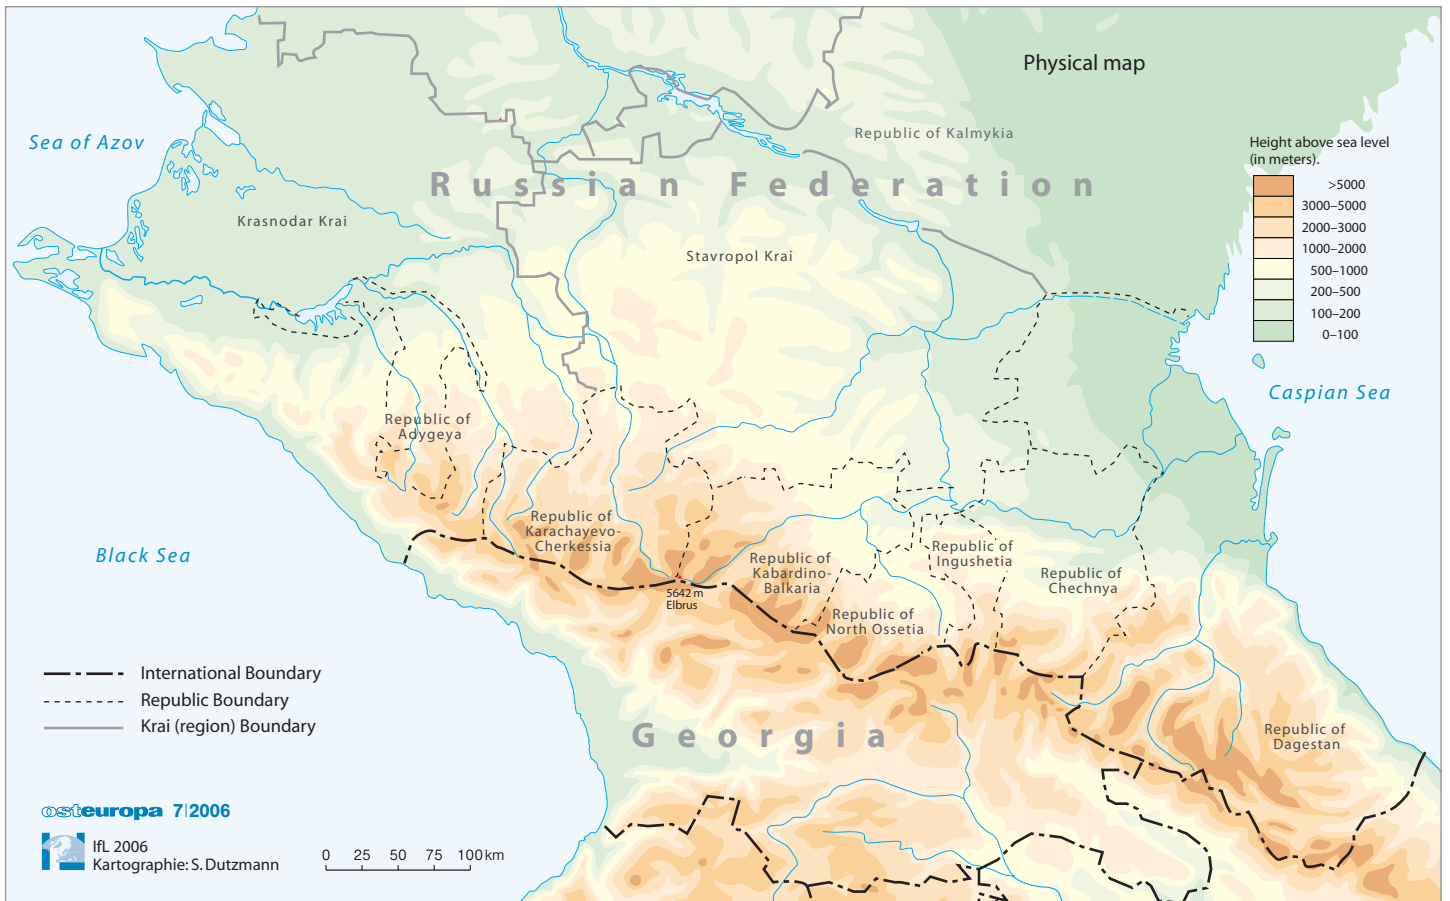 Physical map
Sea of Azov
Republic of Kalmykia
Height above sea level
(in meters).
>5000
3000–5000
2000–3000
1000–2000
500–1000
200–500
100–200
0–100
Russian Federation
Krasnodar Krai
Stavropol Krai
Caspian Sea
Republic of
Adygeya
Black Sea
Republic of
Karachayevo-
Cherkessia
Republic of
Kabardino-
Balkaria
Republic of
Ingushetia
Republic of
Chechnya
5642 m
Elbrus
Republic of
North Ossetia
International Boundary
Republic Boundary
Krai (region) Boundary
Georgia
Republic of
Dagestan
osteuropa 7|2006
IfL 2006
Kartographie: S. Dutzmann
0 25 50 75 100 km